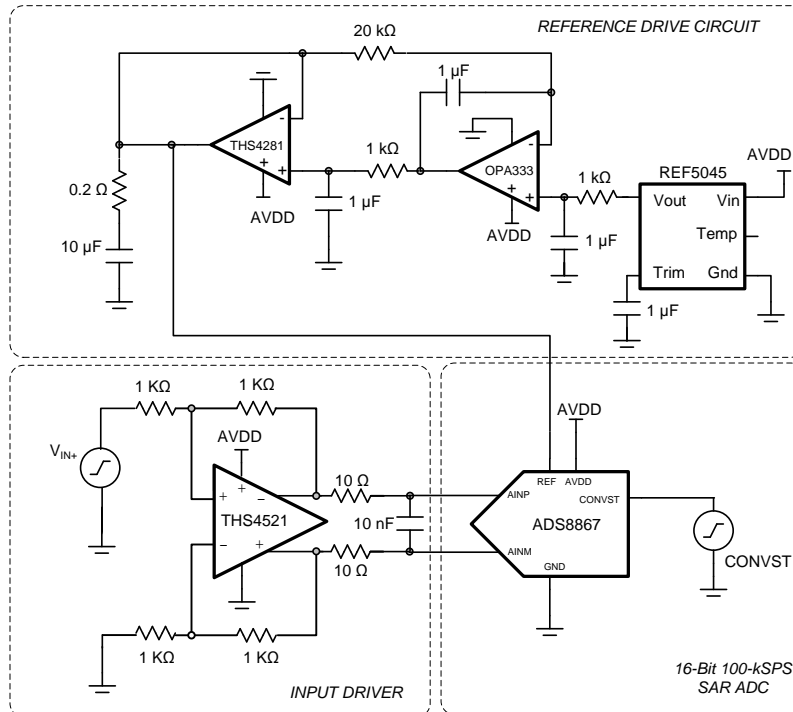 REFERENCE DRIVE CIRCUIT
20 kΩ
1 µF
-
THS4281
+
+
AVDD
1 kΩ
1 µF
-
OPA333
+
+
AVDD
1 kΩ
1 µF
REF5045
AVDD
Vout
Vin
Temp
Trim
Gnd
1 µF
0.2 Ω
10 µF
1 KΩ
1 KΩ
VIN+
AVDD
+
+
−
THS4521
−
+
10 Ω
10 nF
10 Ω
1 KΩ
1 KΩ
INPUT DRIVER
AVDD
REF
AVDD
AINP
CONVST
ADS8867
AINM
GND
CONVST
16-Bit 100-kSPS
SAR ADC